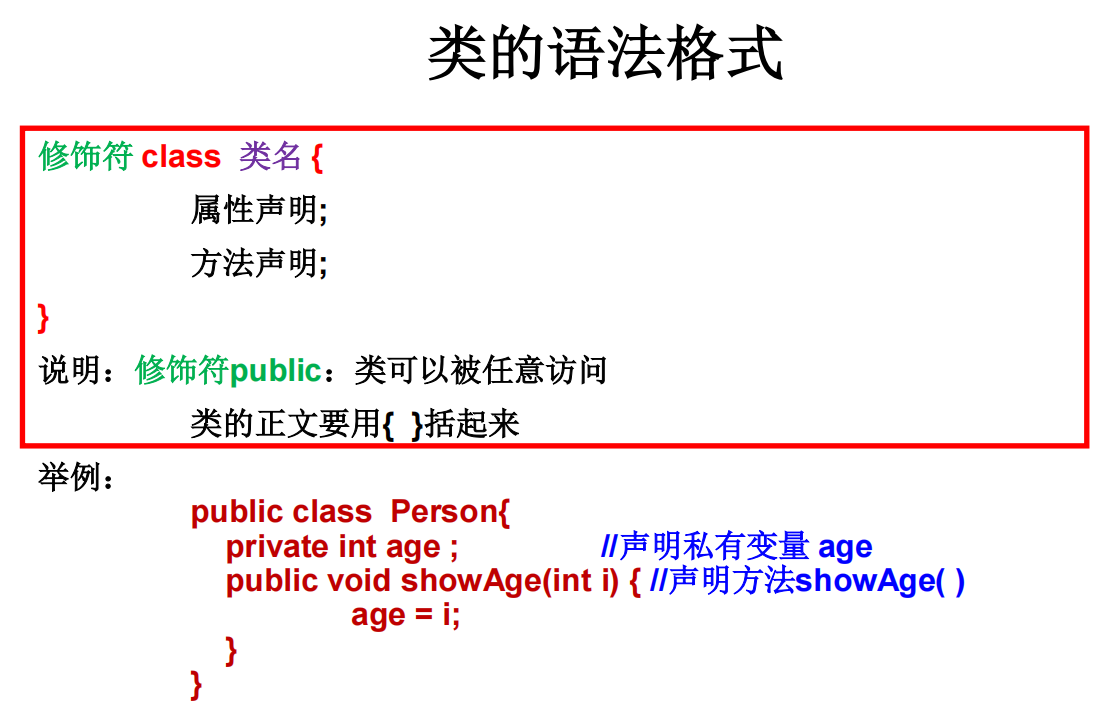 类的语法格式
修饰符 class 类名 {
属性声明;
方法声明;
}
说明：修饰符public：类可以被任意访问
类的正文要用{ }括起来
举例：
public class Person{
private int age ; //声明私有变量 age
public void showAge(int i) { //声明方法showAge( )
age = i;
}
}